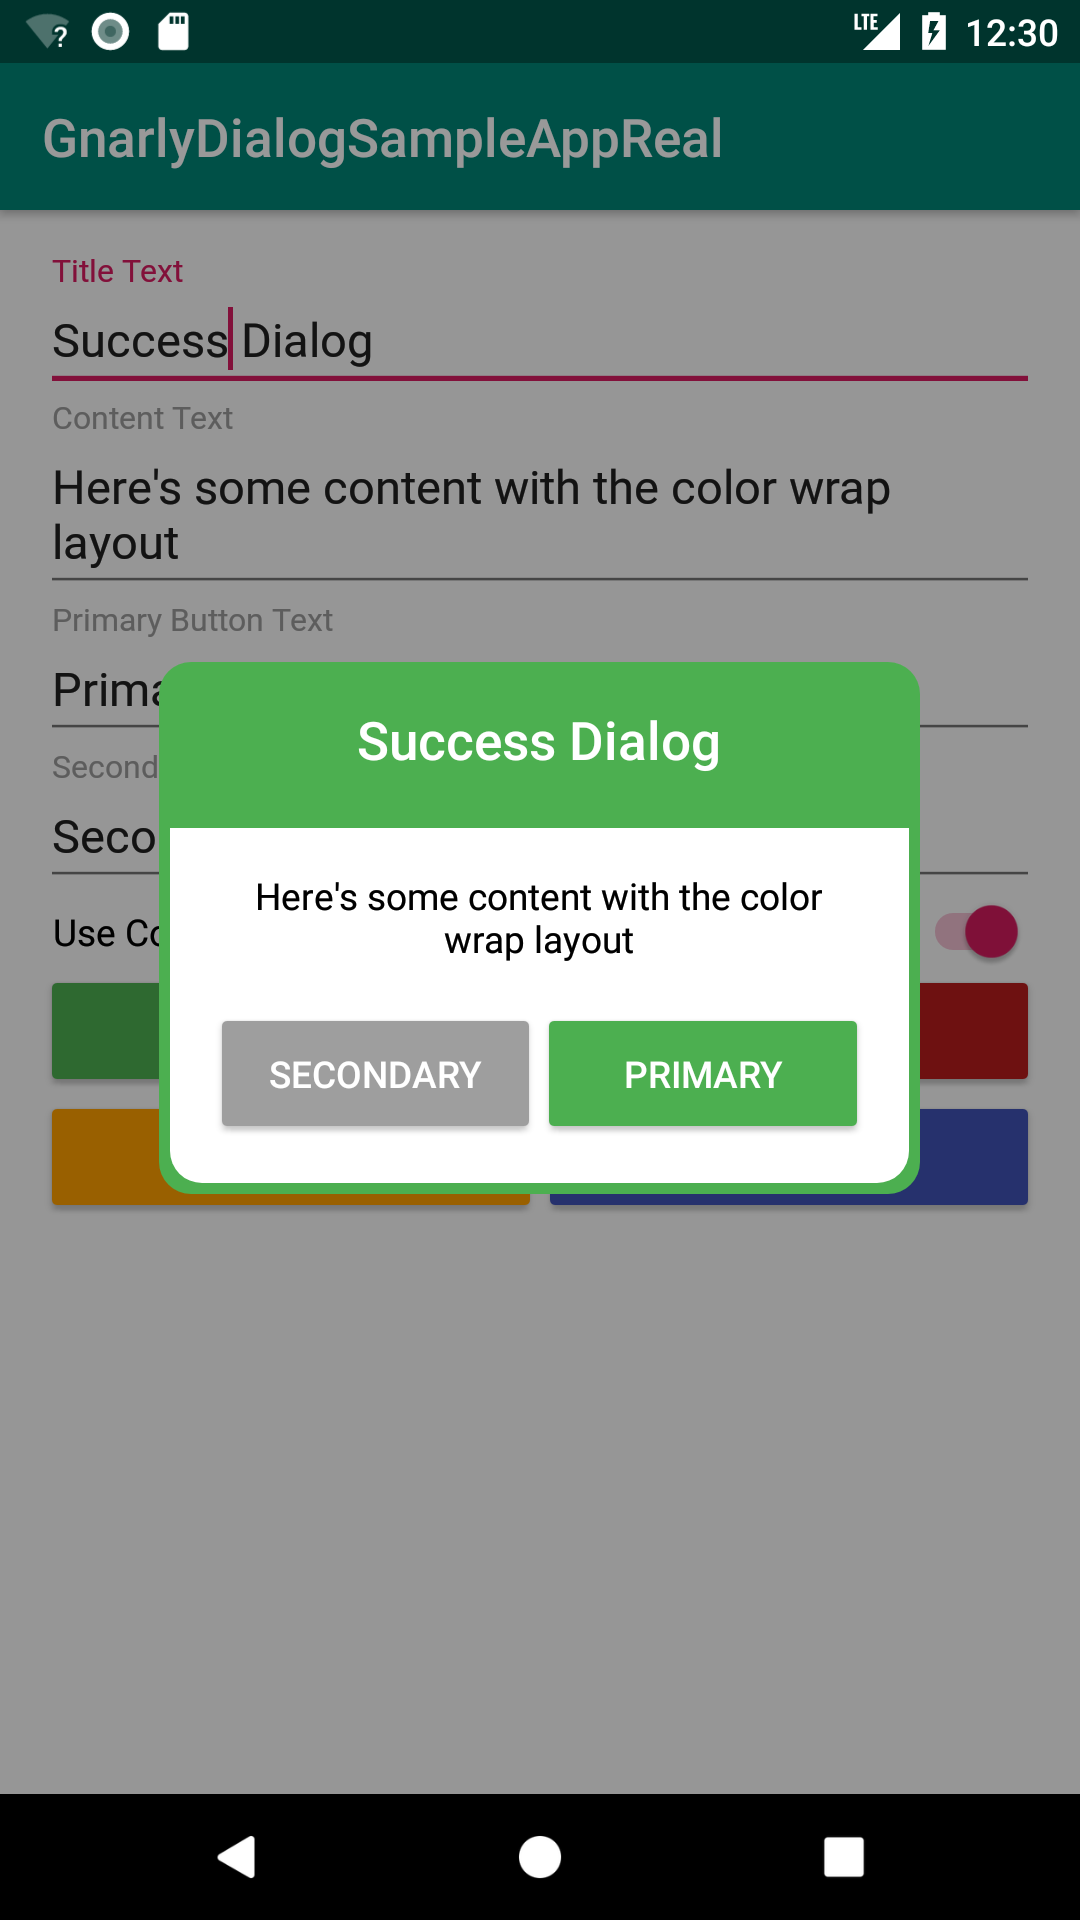 LTE 12:30
GnarlyDialogSampleAppReal
Title Text
Success Dialog
Content Text
Here's some content with the color wrap
layout
Primary Button Text
Prima
Second
Seco
Use Co
Success Dialog
Here's some content with the color
wrap layout
SECONDARY PRIMARY